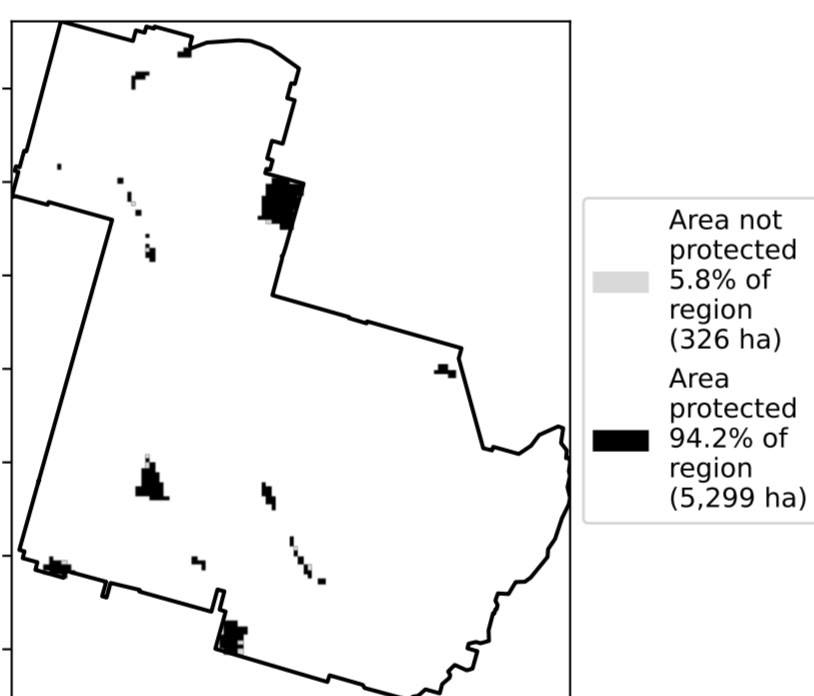 Area not
protected
5.8% of
region
(326 ha)
Area
protected
94.2% of
region
(5,299 ha)